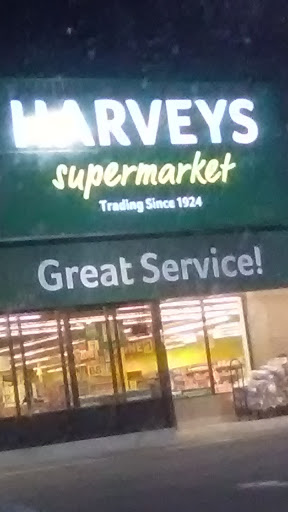 HARVEYS
supermarket
Trading Since 1924
Great Service!